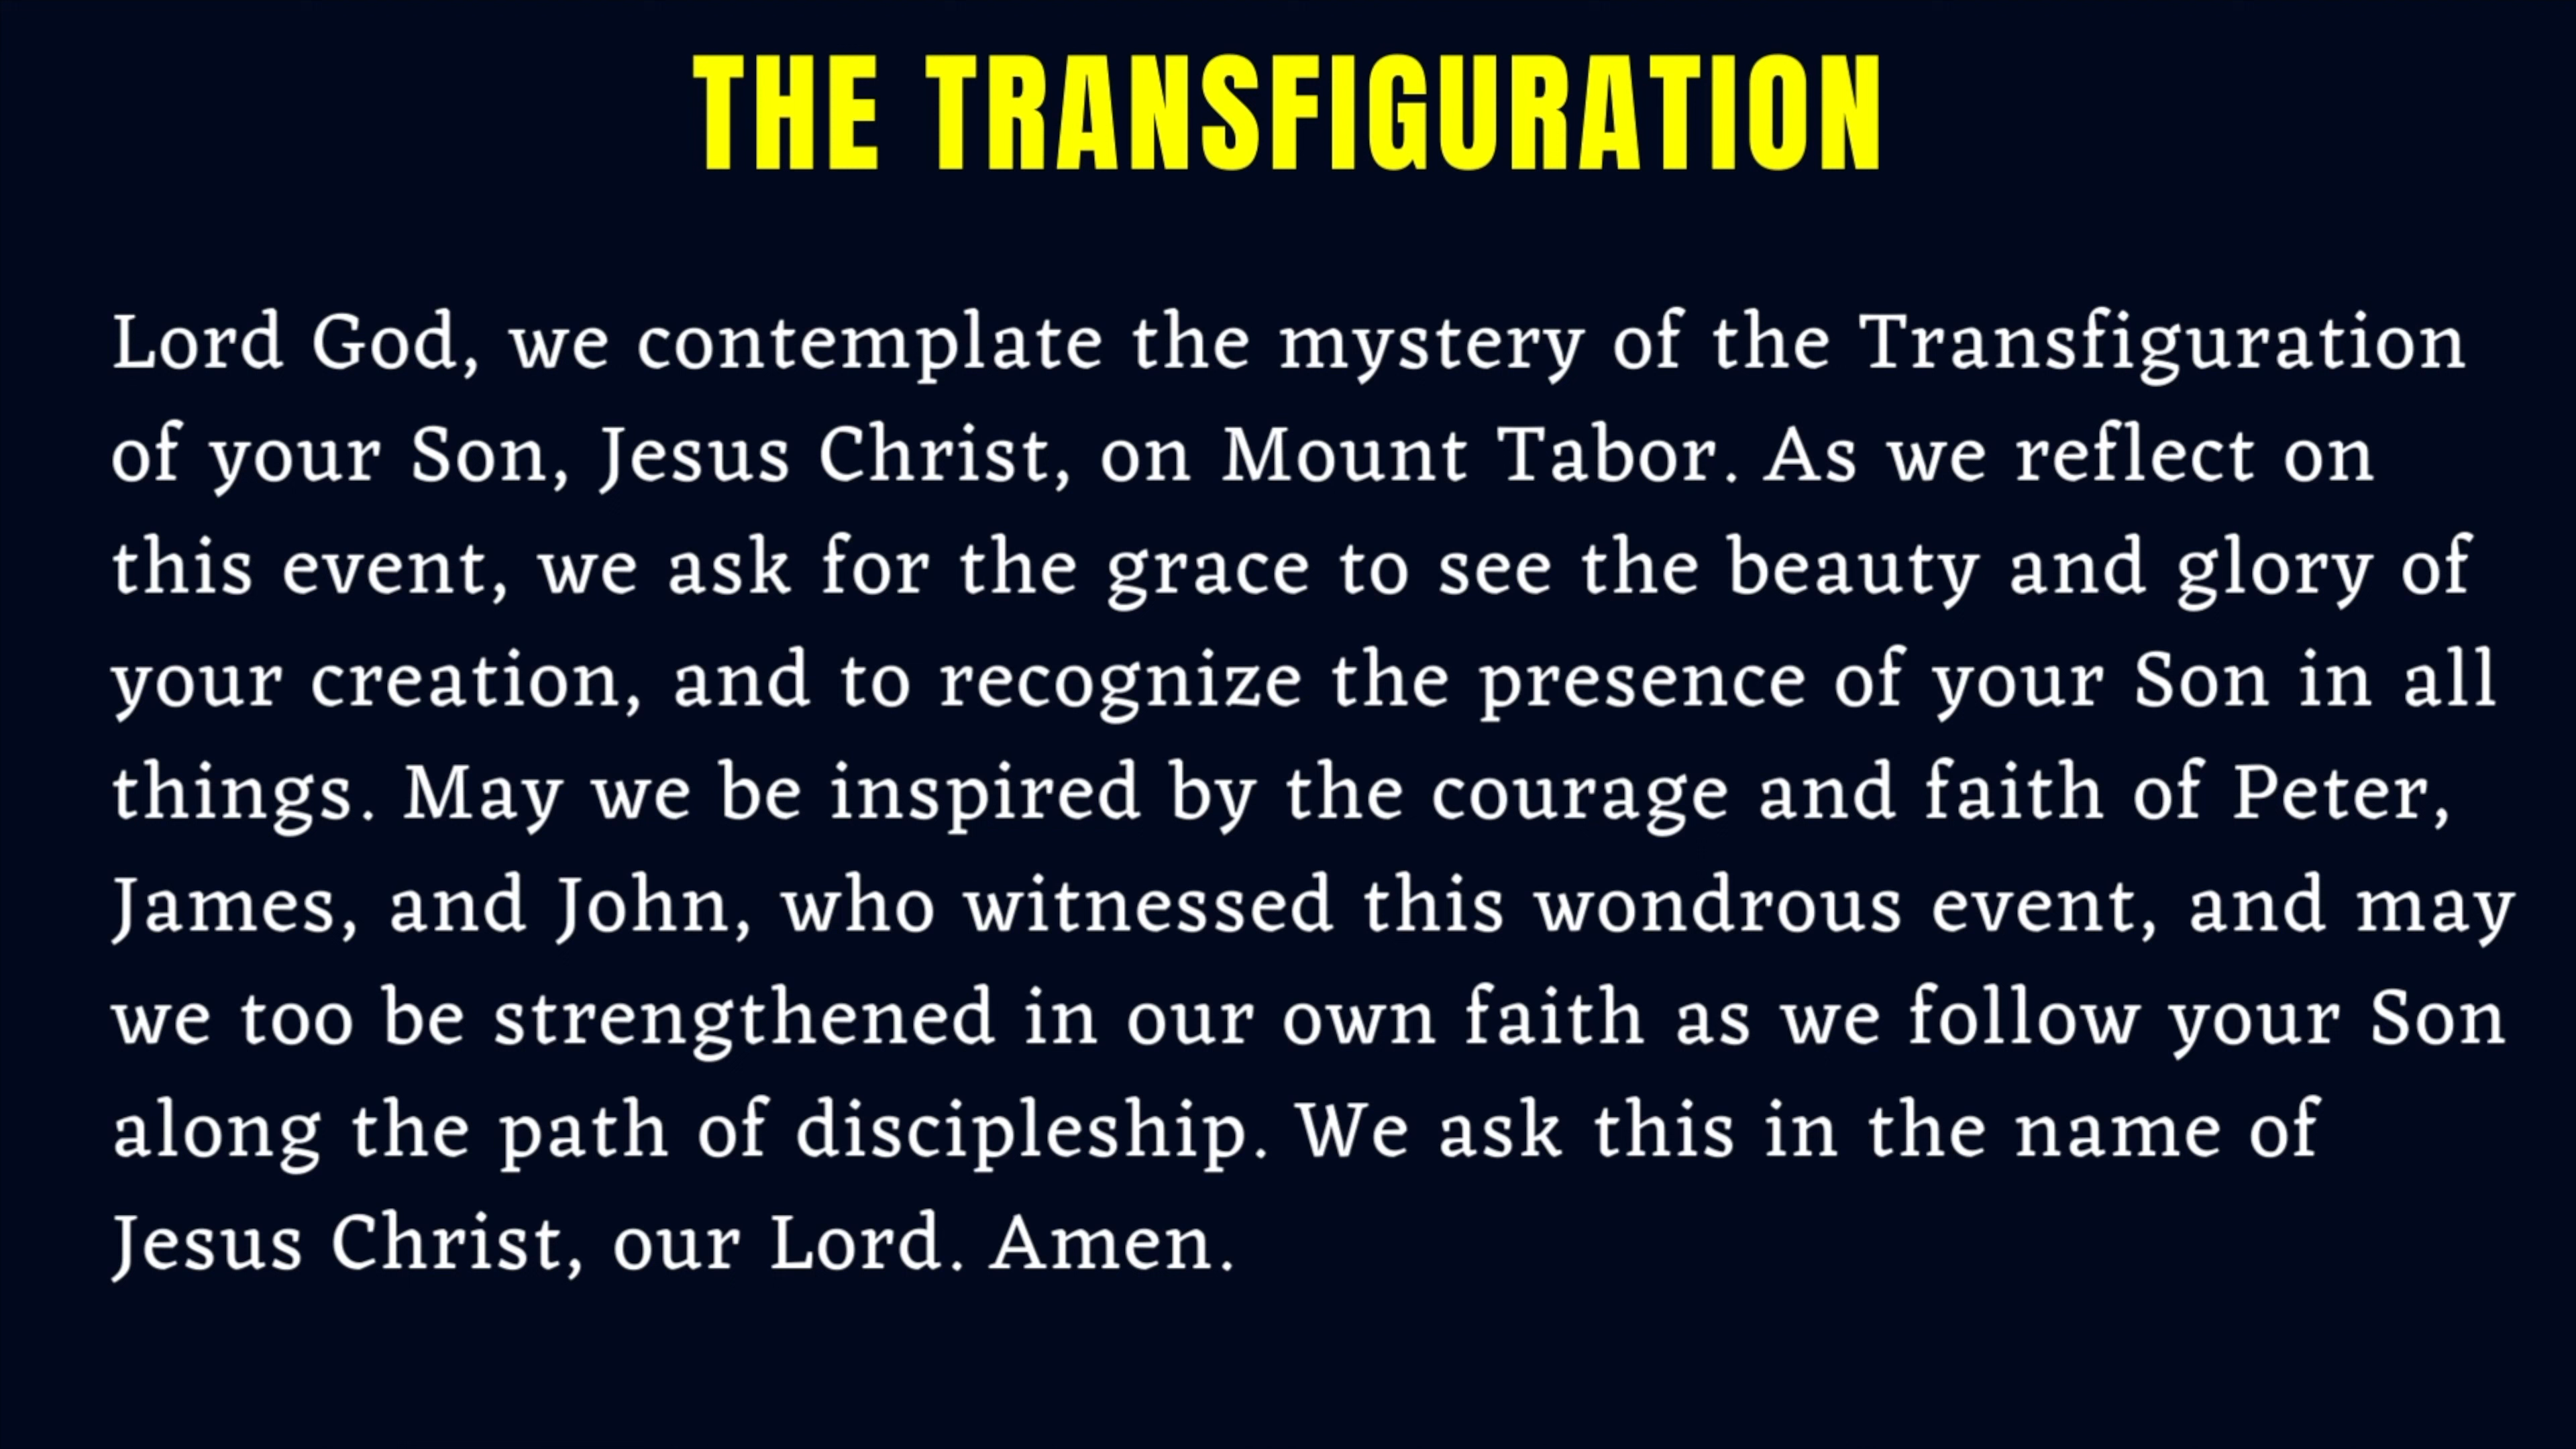 THE TRANSFIGURATION
Lord God, we contemplate the mystery of the Transfiguration
of your Son, Jesus Christ, on Mount Tabor. As we reflect on
this event, we ask for the grace to see the beauty and glory of
your creation, and to recognize the presence of your Son in all
things. May we be inspired by the courage and faith of Peter,
James, and John, who witnessed this wondrous event, and may
we too be strengthened in our own faith as we follow your Son
along the path of discipleship. We ask this in the name of
Jesus Christ, our Lord. Amen.